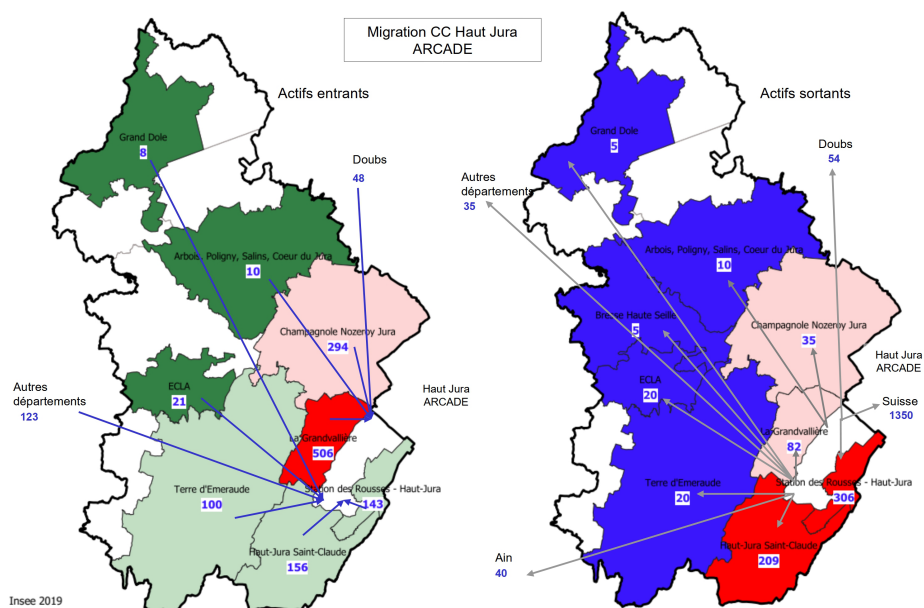 Migration CC Haut Jura
ARCADE
Actifs entrants
Grand Dole
8
Doubs
48
Arbois, Poligny, Salins, Coeur du Jura
10
Champagnole Nozeroy Jura
294
ECLA
21
Autres
départements
123
Haut Jura
ARCADE
La Grandvallière
506
Terre d'Emeraude
100
Station des Rousses - Haut-Jura
143
Haut-Jura Saint-Claude
156
Insee 2019
Actifs sortants
Grand Dole
5
Doubs
54
Autres
départements
35
Arbois, Poligny, Salins, Coeur du Jura
10
Bresse Haute Seille
5
Champagnole Nozeroy Jura
35
Haut Jura
ARCADE
ECLA
20
Suisse
1350
La Grandvallière
82
Terre d'Emeraude
20
Station des Rousses - Haut-Jura
306
Haut-Jura Saint-Claude
209
Ain
40